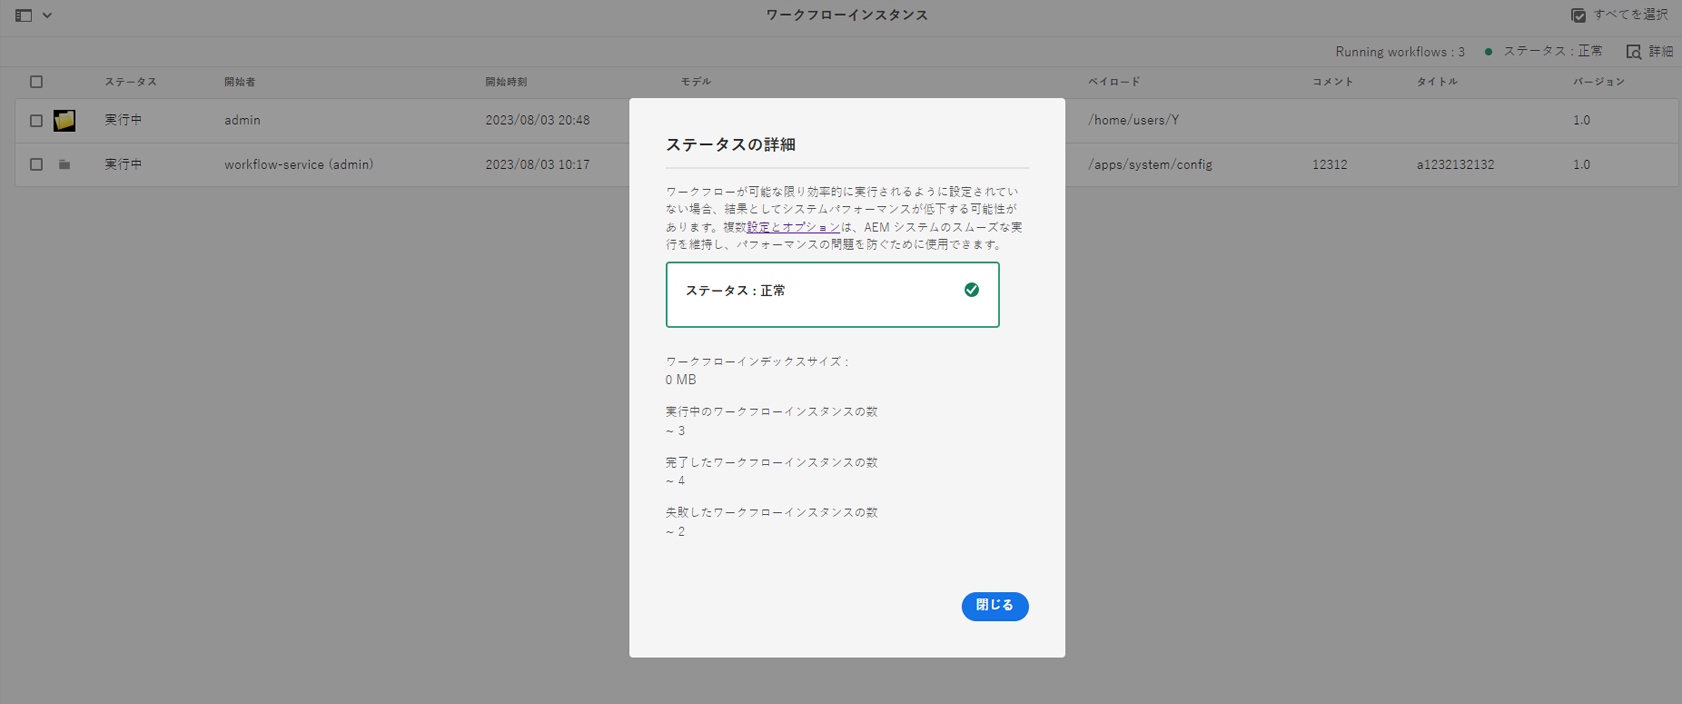 ワークフローインスタンス
すべてを選択
Running workflows : 3 ステータス : 正常 詳細
ステータス 開始者 開始時刻 モデル ペイロード コメント タイトル バージョン
実行中 admin 2023/08/03 20:48 /home/users/Y 1.0
実行中 workflow-service (admin) 2023/08/03 10:17 /apps/system/config 12312 a1232132132 1.0
ステータスの詳細
ワークフローが可能な限り効率的に実行されるように設定されてい
ない場合、結果としてシステムパフォーマンスが低下する可能性が
あります。複数設定とオプションは、AEM システムのスムーズな実
行を維持し、パフォーマンスの問題を防ぐために使用できます。
ステータス : 正常
ワークフローインデックスサイズ :
0 MB
実行中のワークフローインスタンスの数
~ 3
完了したワークフローインスタンスの数
~ 4
失敗したワークフローインスタンスの数
~ 2
閉じる